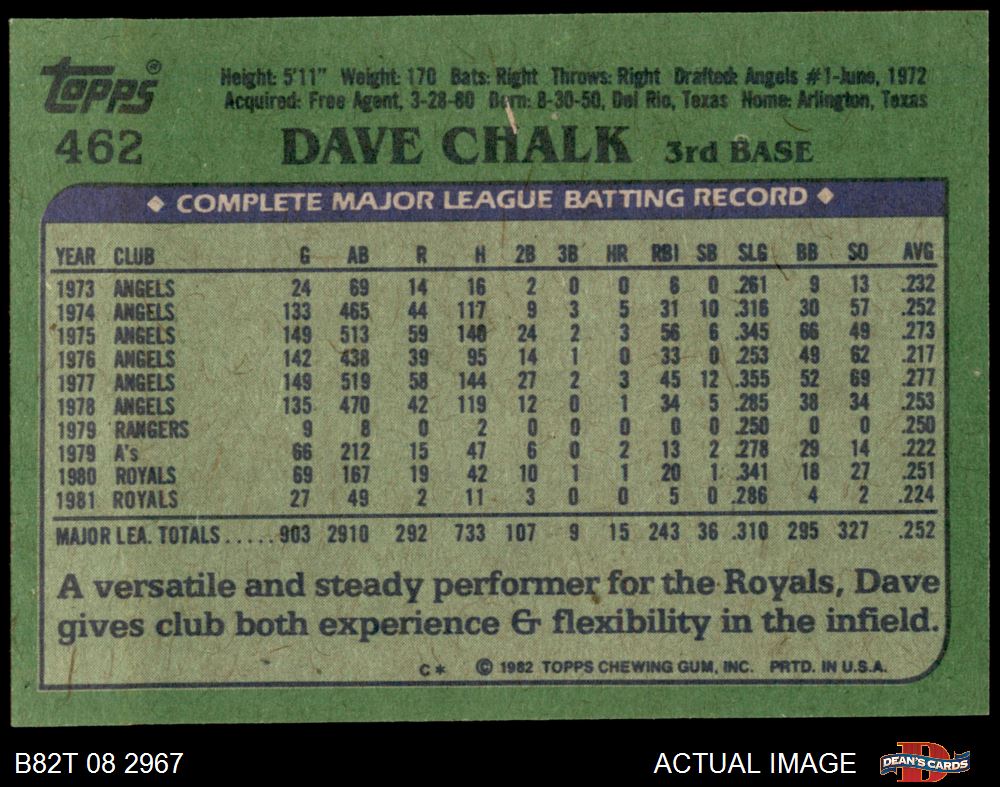 Topps®
Height: 5'11" Weight: 170 Bats: Right Throws: Right Drafted: Angels #1-June, 1972
Acquired: Free Agent, 3-28-80 Born: 8-30-50, Del Rio, Texas Home: Arlington, Texas
462 DAVE CHALK 3rd BASE
◆ COMPLETE MAJOR LEAGUE BATTING RECORD ◆
YEAR CLUB G AB R H 2B 3B HR RBI SB SLG BB SO AVG
1973 ANGELS 24 69 14 16 2 0 0 6 0 .261 9 13 .232
1974 ANGELS 133 465 44 117 9 3 5 31 10 .316 30 57 .252
1975 ANGELS 149 513 59 140 24 2 3 56 6 .345 66 49 .273
1976 ANGELS 142 438 39 95 14 1 0 33 0 .253 49 62 .217
1977 ANGELS 149 519 58 144 27 2 3 45 12 .355 52 69 .277
1978 ANGELS 135 470 42 119 12 0 1 34 5 .285 38 34 .253
1979 RANGERS 9 8 0 2 0 0 0 0 0 .250 0 0 .250
1979 A's 66 212 15 47 6 0 2 13 2 .278 29 14 .222
1980 ROYALS 69 167 19 42 10 1 1 20 1 .341 18 27 .251
1981 ROYALS 27 49 2 11 3 0 0 5 0 .286 4 2 .224
MAJOR LEA. TOTALS.....903 2910 292 733 107 9 15 243 36 .310 295 327 .252
A versatile and steady performer for the Royals, Dave
gives club both experience & flexibility in the infield.
C* © 1982 TOPPS CHEWING GUM, INC. PRTD. IN U.S.A.
B82T 08 2967 ACTUAL IMAGE DEAN'S CARDS